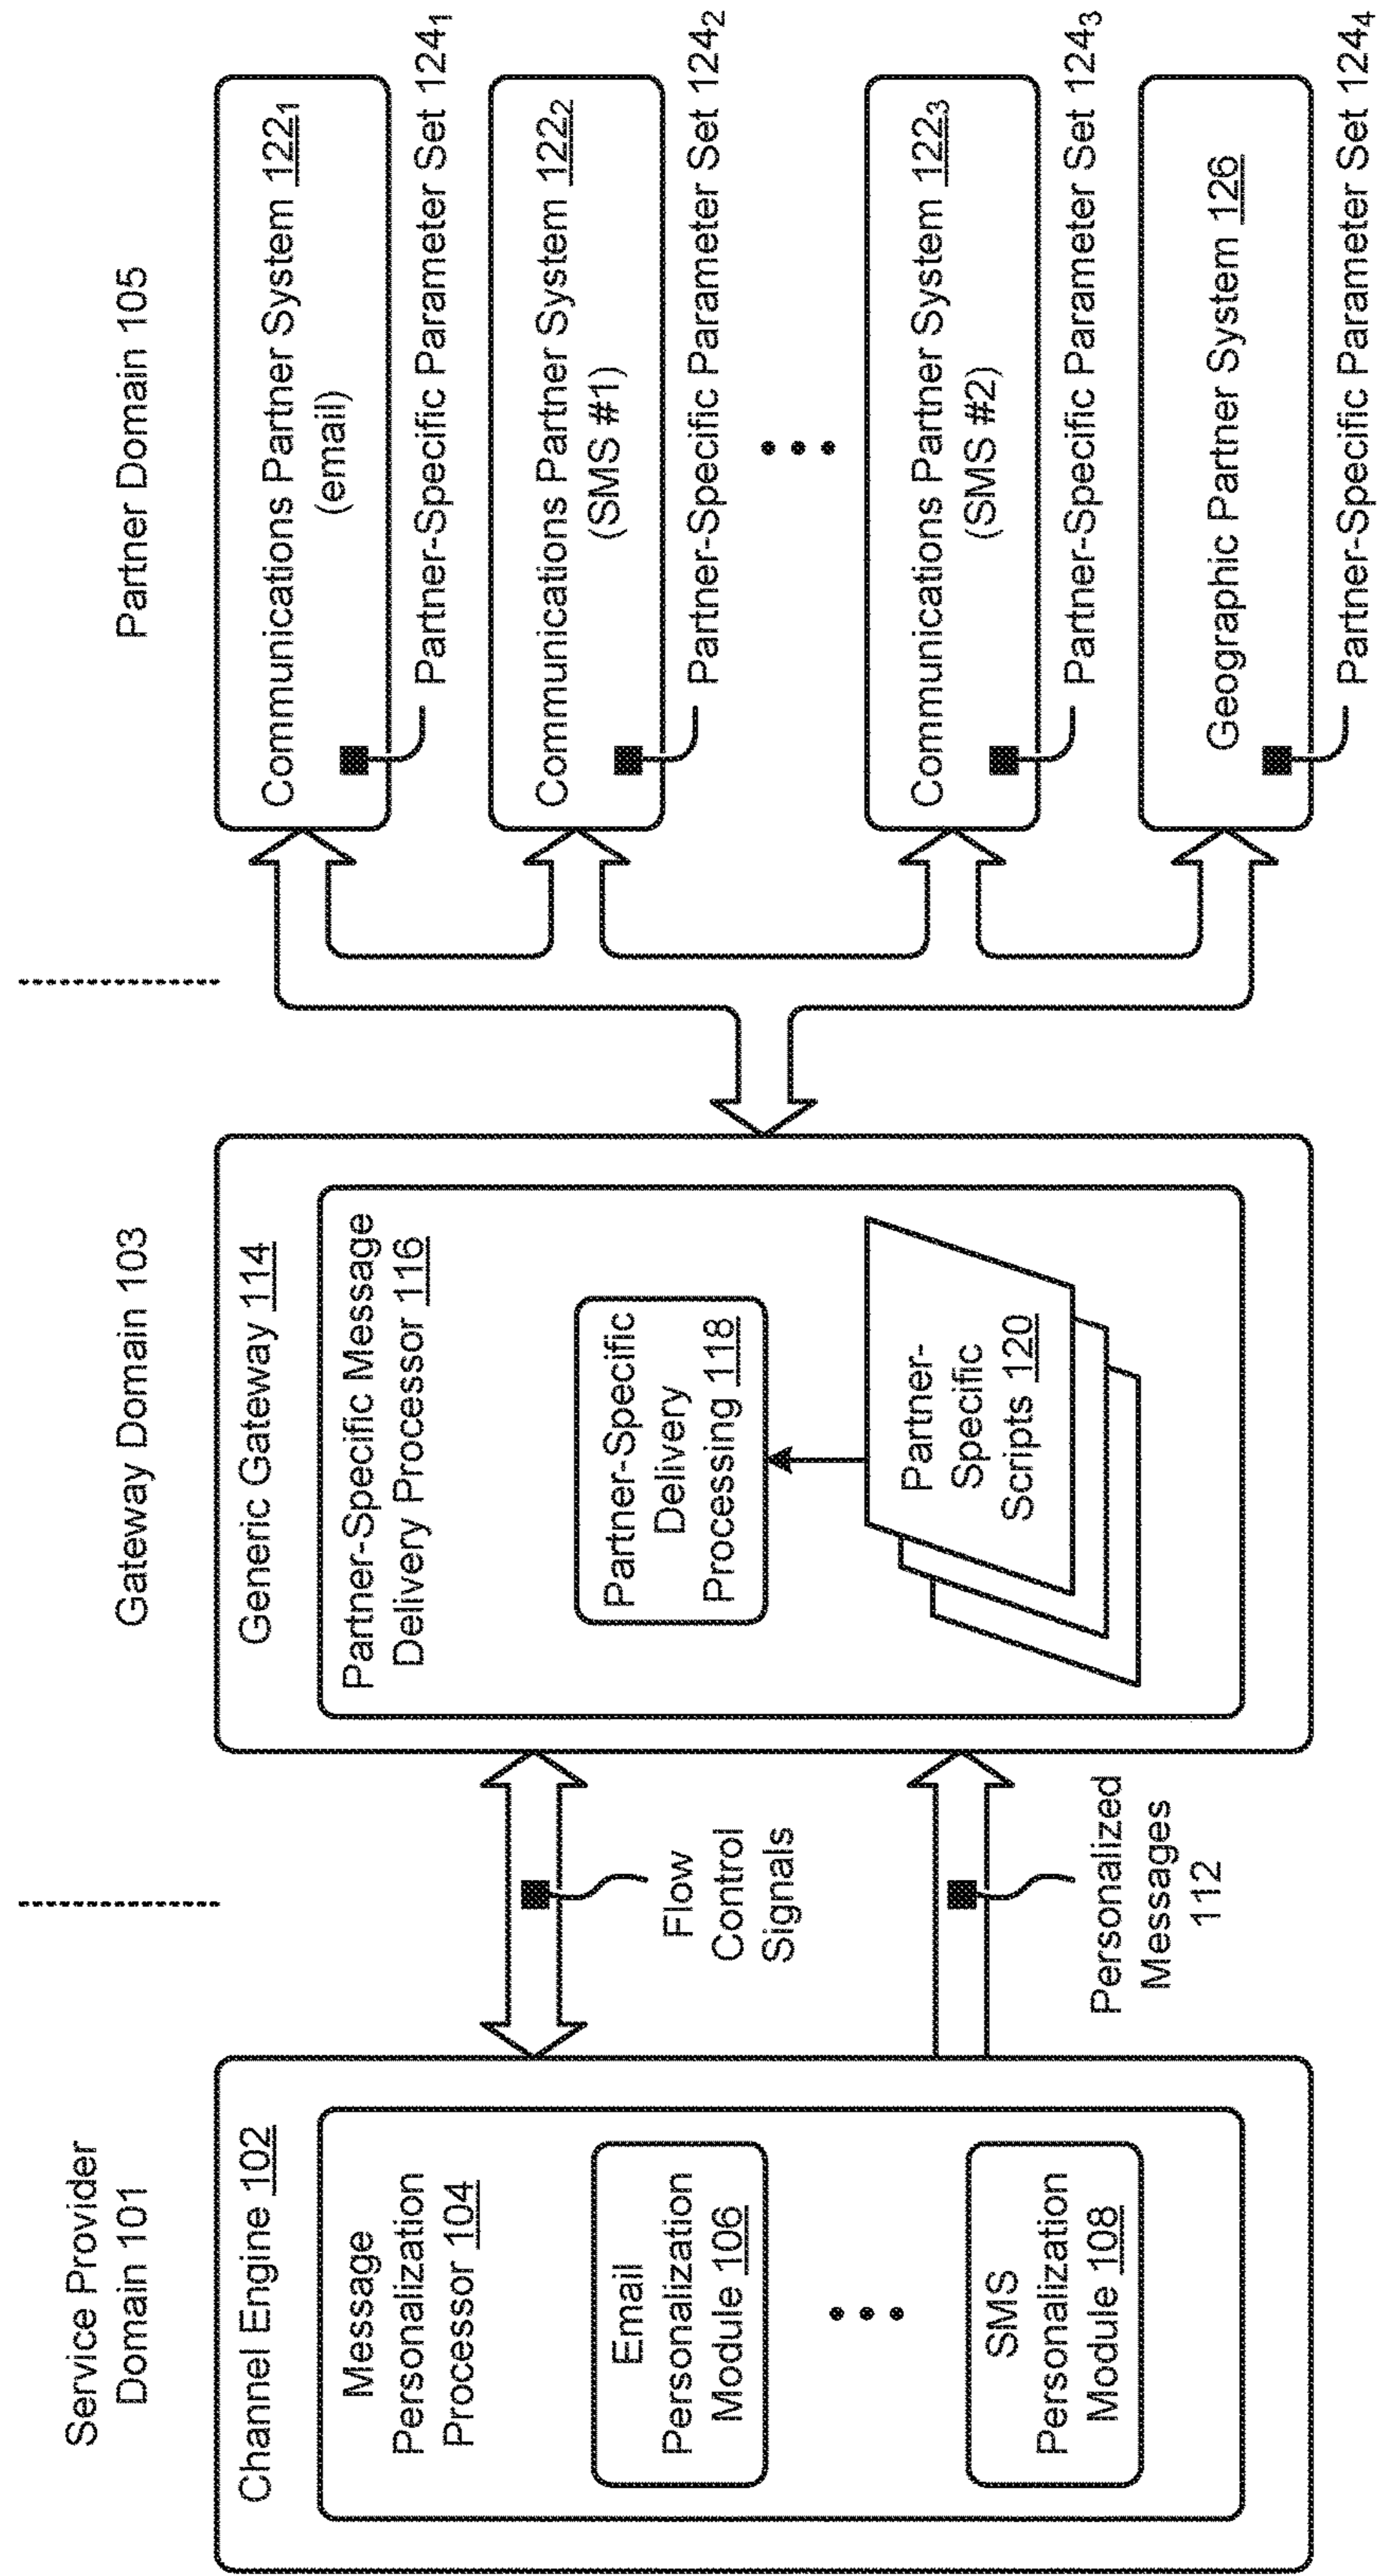 Service Provider
Domain 101
Channel Engine 102
Message
Personalization
Processor 104
Email
Personalization
Module 106
SMS
Personalization
Module 108
Flow
Control
Signals
Personalized
Messages
112
Gateway Domain 103
Generic Gateway 114
Partner-Specific Message
Delivery Processor 116
Partner-Specific
Delivery
Processing 118
Partner-
Specific
Scripts 120
Partner Domain 105
Communications Partner System 122₁
(email)
Partner-Specific Parameter Set 124₁
Communications Partner System 122₂
(SMS #1)
Partner-Specific Parameter Set 124₂
Communications Partner System 122₃
(SMS #2)
Partner-Specific Parameter Set 124₃
Geographic Partner System 126
Partner-Specific Parameter Set 124₄